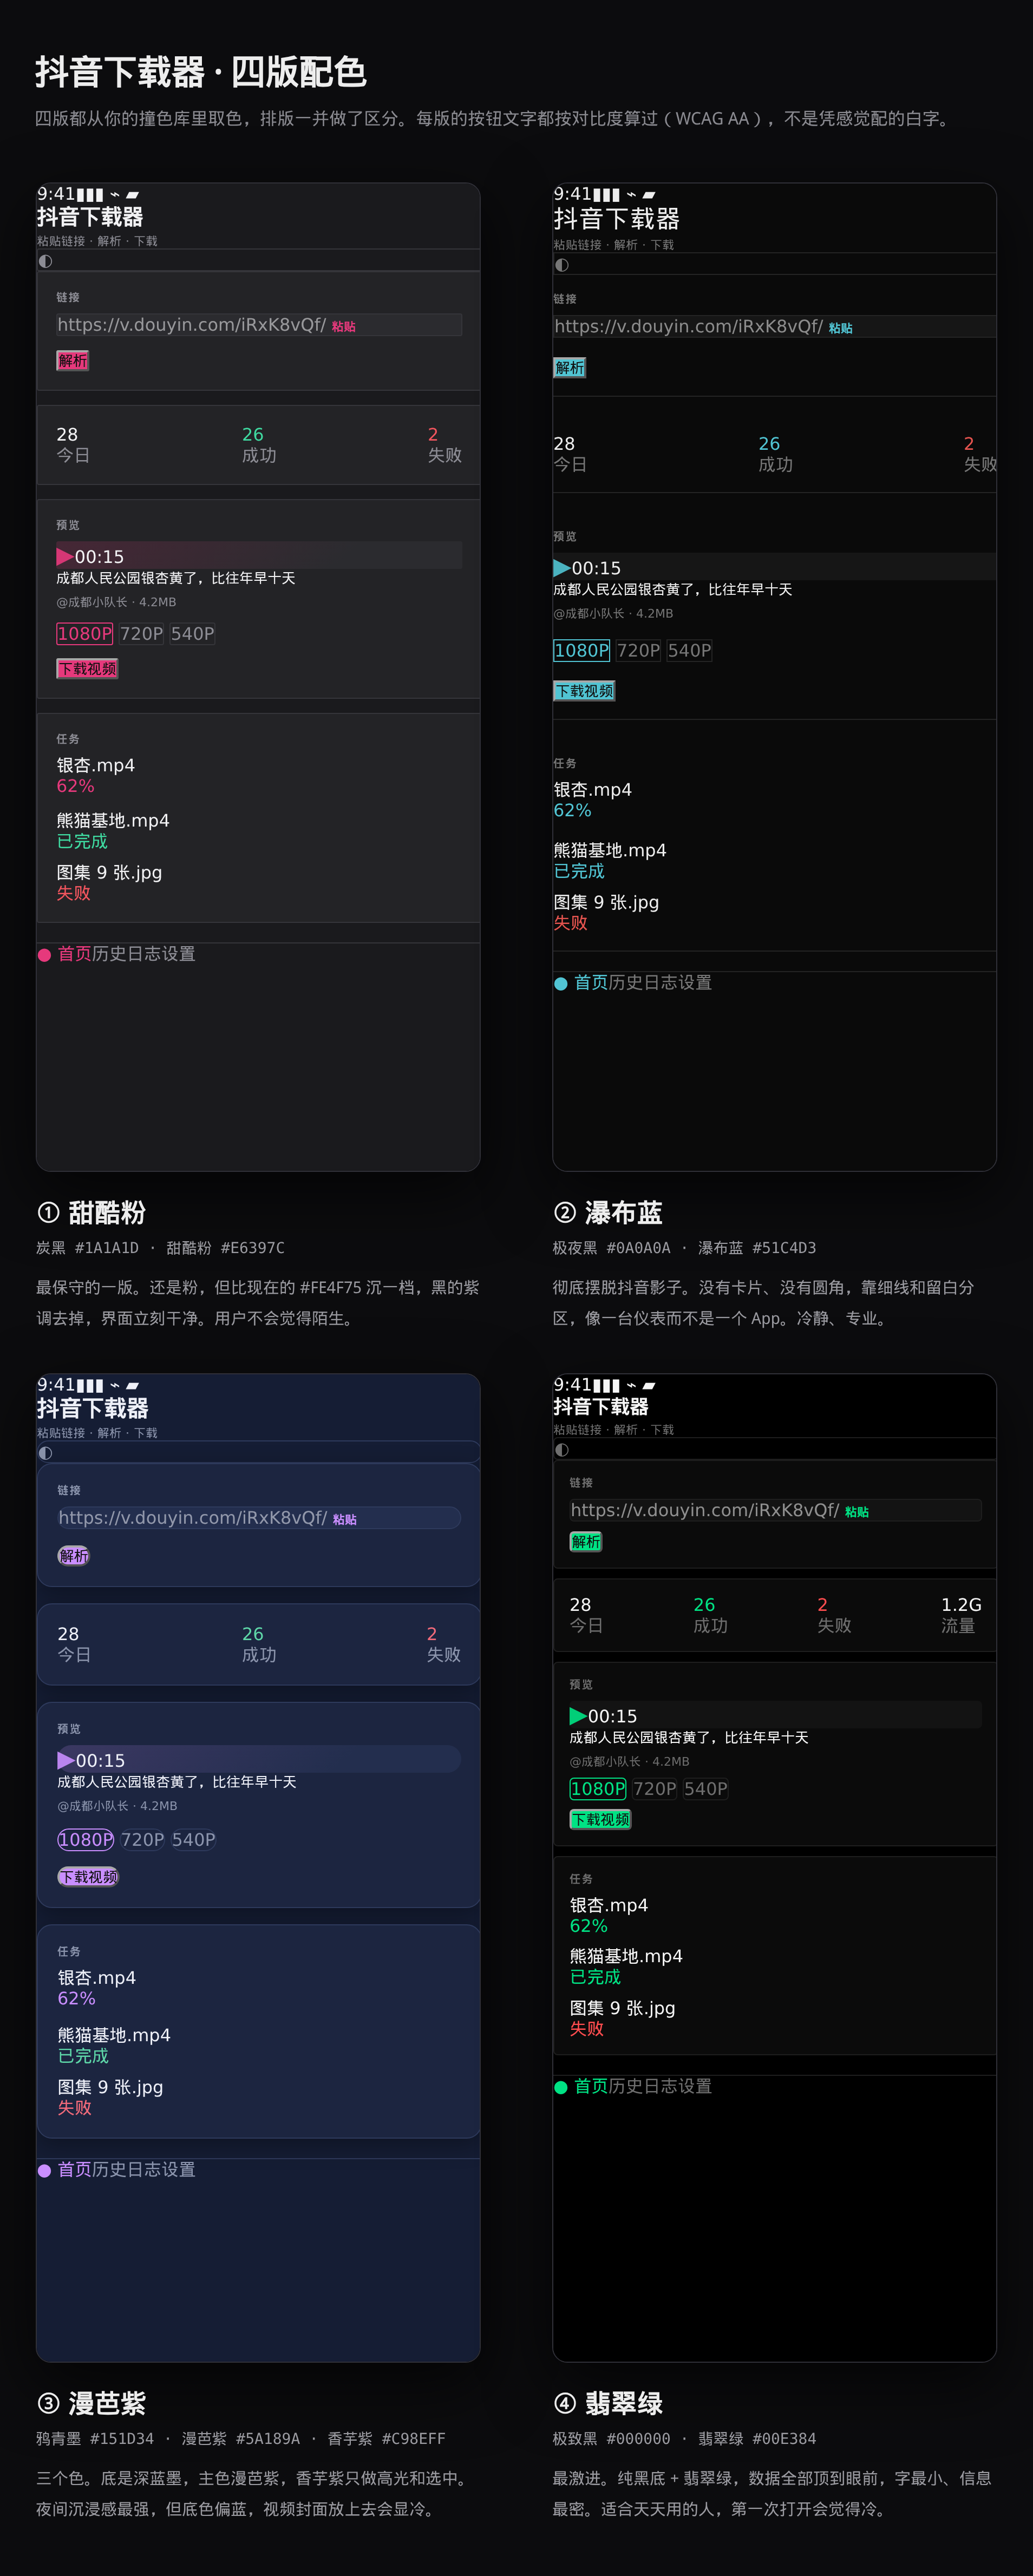 抖音下载器 · 四版配色
四版都从你的撞色库里取色，排版一并做了区分。每版的按钮文字都按对比度算过（WCAG AA），不是凭感觉配的白字。
9:41
抖音下载器
粘贴链接 · 解析 · 下载
链接
https://v.douyin.com/iRxK8vQf/ 粘贴
解析
28 26 2
今日 成功 失败
预览
00:15
成都人民公园银杏黄了，比往年早十天
@成都小队长 · 4.2MB
1080P 720P 540P
下载视频
任务
银杏.mp4
62%
熊猫基地.mp4
已完成
图集 9 张.jpg
失败
首页历史日志设置
① 甜酷粉
炭黑 #1A1A1D · 甜酷粉 #E6397C
最保守的一版。还是粉，但比现在的 #FE4F75 沉一档，黑的紫
调去掉，界面立刻干净。用户不会觉得陌生。
9:41
抖音下载器
粘贴链接 · 解析 · 下载
链接
https://v.douyin.com/iRxK8vQf/ 粘贴
解析
28 26 2
今日 成功 失败
预览
00:15
成都人民公园银杏黄了，比往年早十天
@成都小队长 · 4.2MB
1080P 720P 540P
下载视频
任务
银杏.mp4
62%
熊猫基地.mp4
已完成
图集 9 张.jpg
失败
首页历史日志设置
② 瀑布蓝
极夜黑 #0A0A0A · 瀑布蓝 #51C4D3
彻底摆脱抖音影子。没有卡片、没有圆角，靠细线和留白分
区，像一台仪表而不是一个 App。冷静、专业。
9:41
抖音下载器
粘贴链接 · 解析 · 下载
链接
https://v.douyin.com/iRxK8vQf/ 粘贴
解析
28 26 2
今日 成功 失败
预览
00:15
成都人民公园银杏黄了，比往年早十天
@成都小队长 · 4.2MB
1080P 720P 540P
下载视频
任务
银杏.mp4
62%
熊猫基地.mp4
已完成
图集 9 张.jpg
失败
首页历史日志设置
③ 漫芭紫
鸦青墨 #151D34 · 漫芭紫 #5A189A · 香芋紫 #C98EFF
三个色。底是深蓝墨，主色漫芭紫，香芋紫只做高光和选中。
夜间沉浸感最强，但底色偏蓝，视频封面放上去会显冷。
9:41
抖音下载器
粘贴链接 · 解析 · 下载
链接
https://v.douyin.com/iRxK8vQf/ 粘贴
解析
28 26 2 1.2G
今日 成功 失败 流量
预览
00:15
成都人民公园银杏黄了，比往年早十天
@成都小队长 · 4.2MB
1080P 720P 540P
下载视频
任务
银杏.mp4
62%
熊猫基地.mp4
已完成
图集 9 张.jpg
失败
首页历史日志设置
④ 翡翠绿
极致黑 #000000 · 翡翠绿 #00E384
最激进。纯黑底 + 翡翠绿，数据全部顶到眼前，字最小、信息
最密。适合天天用的人，第一次打开会觉得冷。